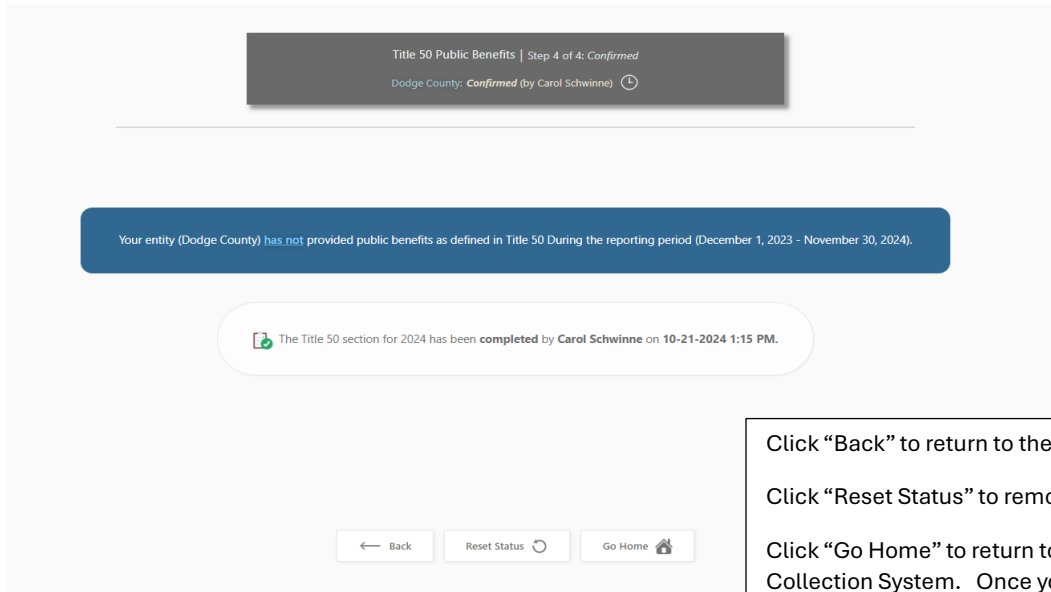 Title 50 Public Benefits | Step 4 of 4: Confirmed
Dodge County: Confirmed (by Carol Schwinne)
Your entity (Dodge County) has not provided public benefits as defined in Title 50 During the reporting period (December 1, 2023 - November 30, 2024).
The Title 50 section for 2024 has been completed by Carol Schwinne on 10-21-2024 1:15 PM.
Click “Back” to return to the
Click “Reset Status” to remo
← Back Reset Status Go Home
Click “Go Home” to return to
Collection System. Once yo